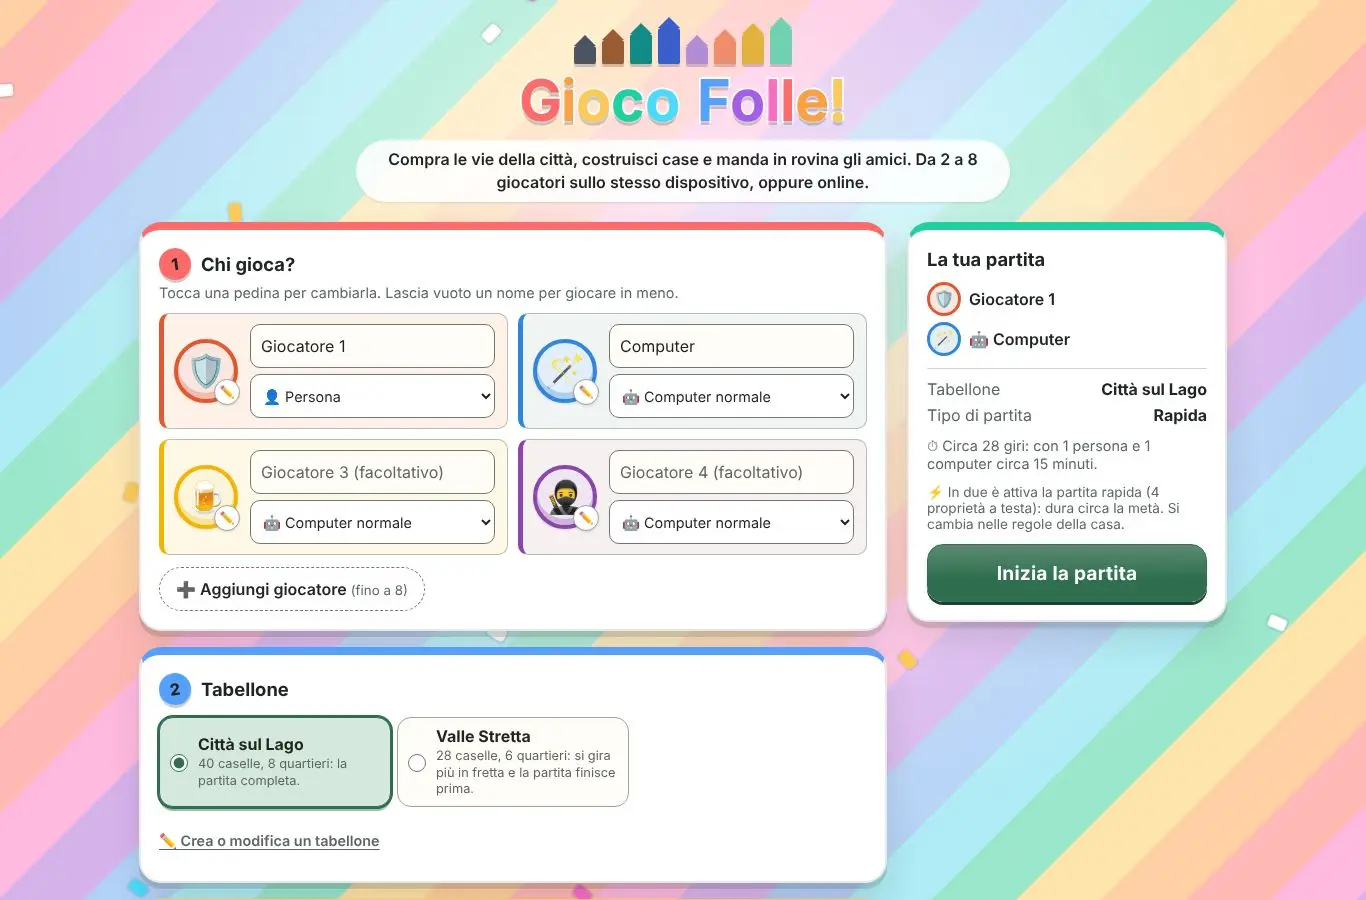 Gioco Folle!
Compra le vie della città, costruisci case e manda in rovina gli amici. Da 2 a 8
giocatori sullo stesso dispositivo, oppure online.
1 Chi gioca?
Tocca una pedina per cambiarla. Lascia vuoto un nome per giocare in meno.
Giocatore 1
Persona
Computer
Computer normale
Giocatore 3 (facoltativo)
Computer normale
Giocatore 4 (facoltativo)
Computer normale
Aggiungi giocatore (fino a 8)
2 Tabellone
Città sul Lago
40 caselle, 8 quartieri: la
partita completa.
Valle Stretta
28 caselle, 6 quartieri: si gira
più in fretta e la partita finisce
prima.
Crea o modifica un tabellone
La tua partita
Giocatore 1
Computer
Tabellone Città sul Lago
Tipo di partita Rapida
Circa 28 giri: con 1 persona e 1
computer circa 15 minuti.
In due è attiva la partita rapida (4
proprietà a testa): dura circa la metà. Si
cambia nelle regole della casa.
Inizia la partita